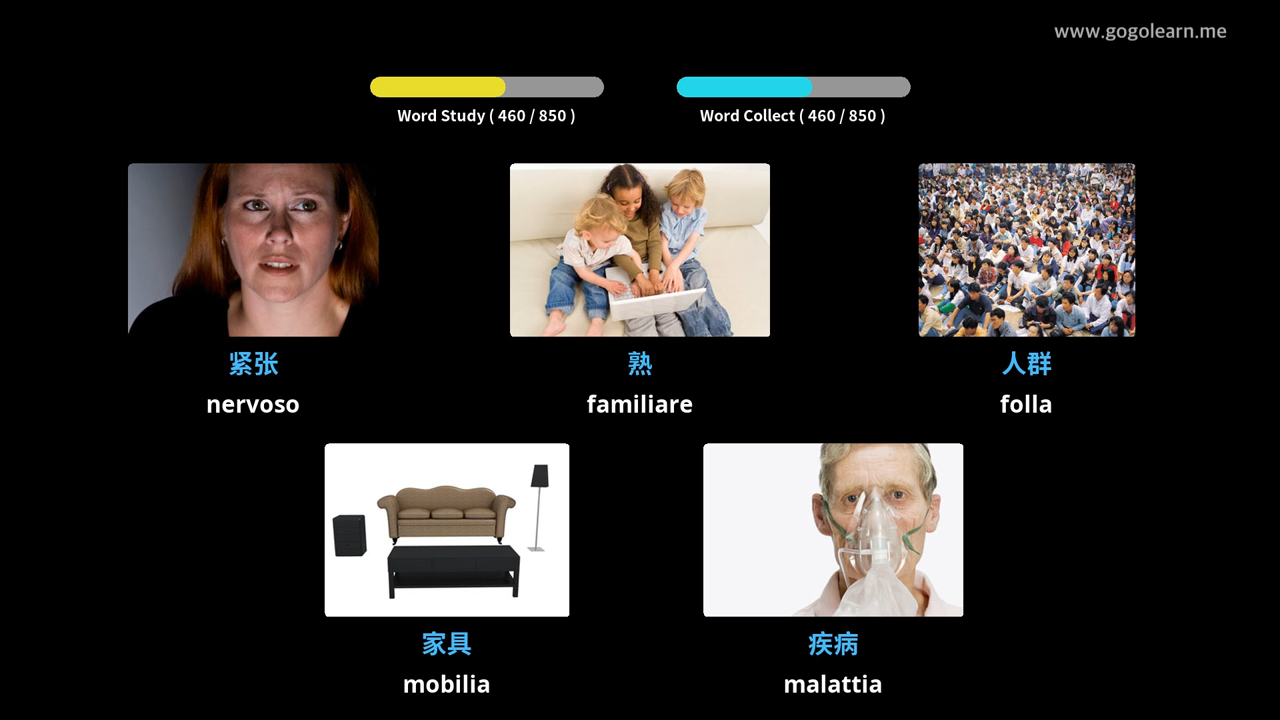 www.gogolearn.me
Word Study ( 460 / 850 )
Word Collect ( 460 / 850 )
紧张
熟
人群
nervoso
familiare
folla
家具
疾病
mobilia
malattia